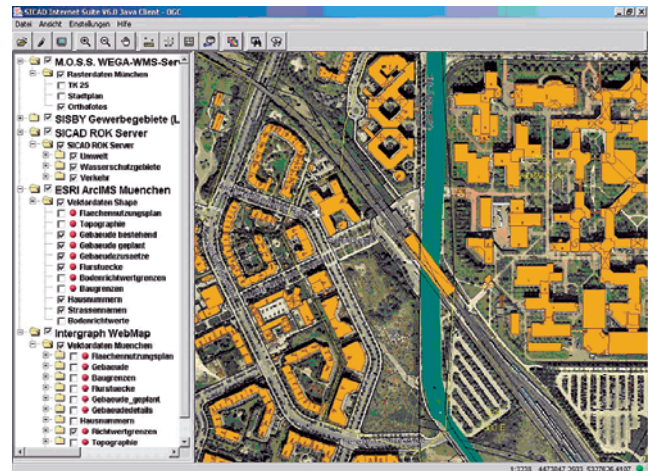 SICAD Internet Suite V6.0 Java Client - OGC
Datei Ansicht Einstellungen Hilfe
M.O.S.S. WEGA-WMS-Serv
Rasterdaten München
TK 25
Stadtplan
Orthofotos
SISBY Gewerbegebiete (L
SICAD ROK Server
SICAD ROK Server
Umwelt
Wasserschutzgebiete
Verkehr
ESRI ArcIMS Muenchen
Vektordaten Shape
Flaechennutzungsplan
Topographie
Gebaeude bestehend
Gebaeude geplant
Gebaeudezusaetze
Flurstuecke
Bodenrichtwertgrenzen
Baugrenzen
Hausnummern
Strassennamen
Bodenrichtwerte
Intergraph WebMap
Vektordaten Muenchen
Flaechennutzungsplan
Gebaeude
Baugrenzen
Flurstuecke
Gebaeude_geplant
Gebaeudedetails
Hausnummern
Richtwertgrenzen
Topographie